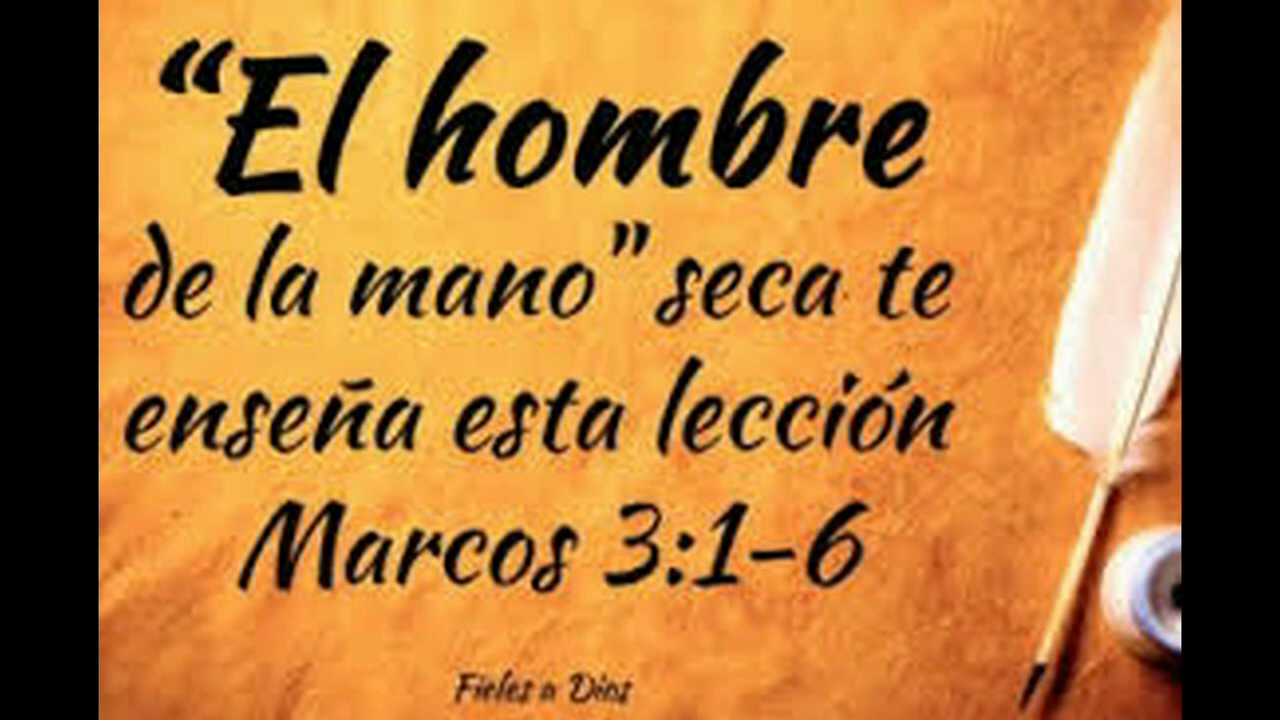 “El hombre
de la mano” seca te
enseña esta lección
Marcos 3:1-6
Fieles a Dios